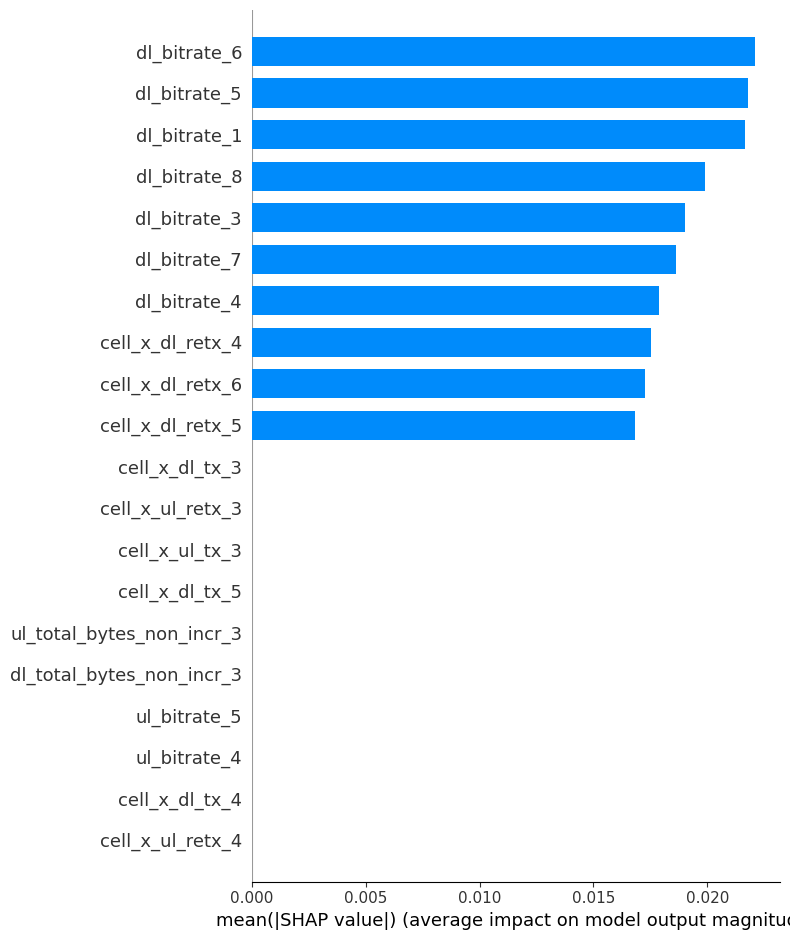 dl_bitrate_6
dl_bitrate_5
dl_bitrate_1
dl_bitrate_8
dl_bitrate_3
dl_bitrate_7
dl_bitrate_4
cell_x_dl_retx_4
cell_x_dl_retx_6
cell_x_dl_retx_5
cell_x_dl_tx_3
cell_x_ul_retx_3
cell_x_ul_tx_3
cell_x_dl_tx_5
ul_total_bytes_non_incr_3
dl_total_bytes_non_incr_3
ul_bitrate_5
ul_bitrate_4
cell_x_dl_tx_4
cell_x_ul_retx_4
0.000 0.005 0.010 0.015 0.020
mean(|SHAP value|) (average impact on model output magnitud